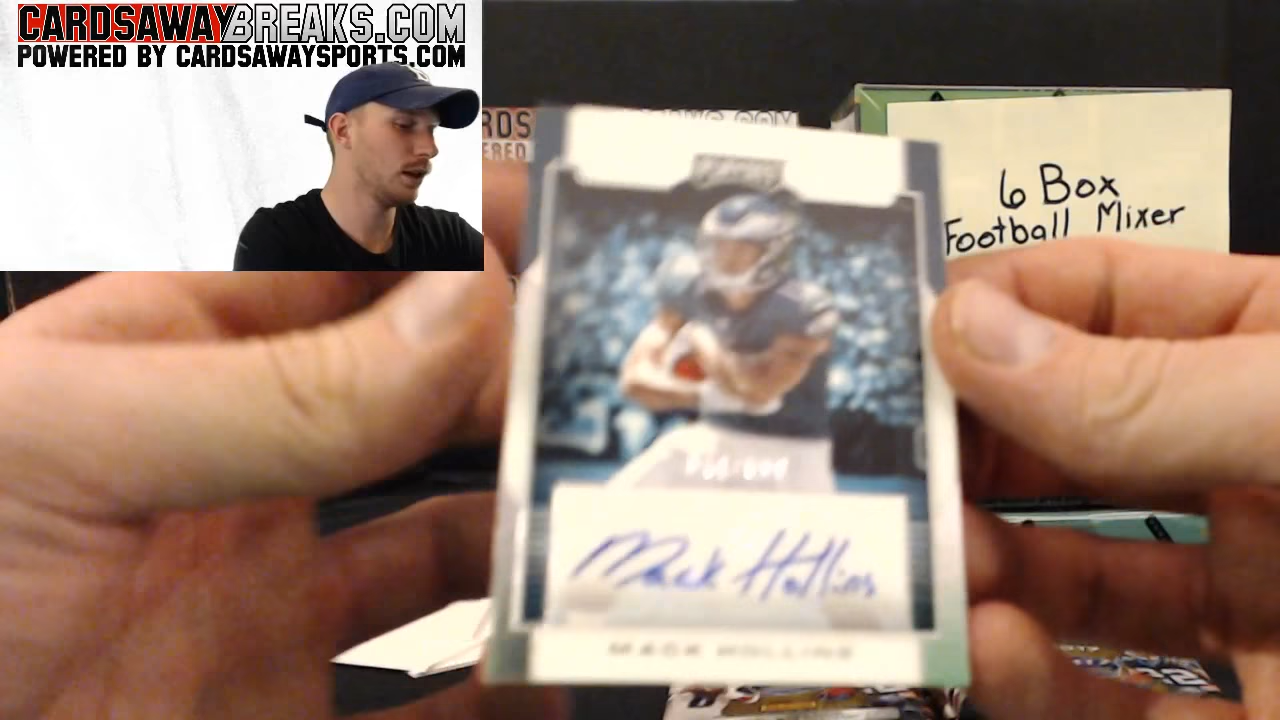 CARDSAWAYBREAKS.COM
POWERED BY CARDSAWAYSPORTS.COM
6 Box
Football Mixer
Mack Hollins
MACK HOLLINS